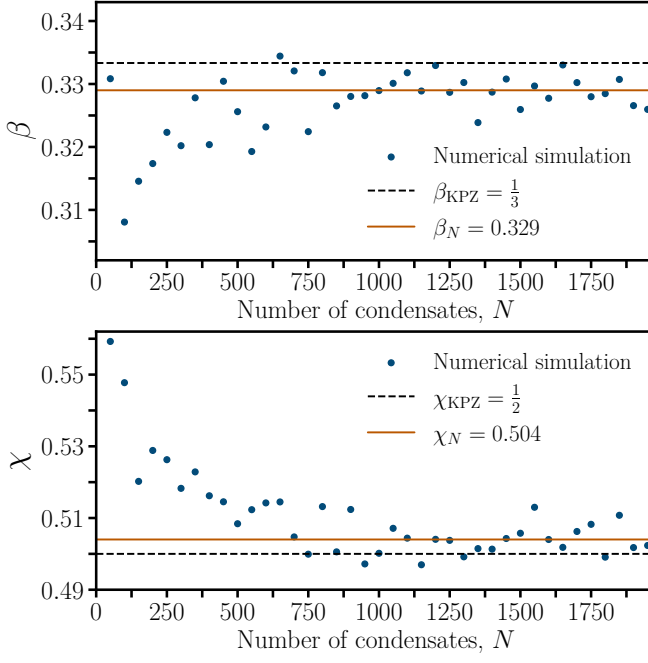 0.34
0.33
0.32
0.31
β
Numerical simulation
β_KPZ = 1/3
β_N = 0.329
0 250 500 750 1000 1250 1500 1750
Number of condensates, N
0.55
0.53
0.51
0.49
χ
Numerical simulation
χ_KPZ = 1/2
χ_N = 0.504
0 250 500 750 1000 1250 1500 1750
Number of condensates, N